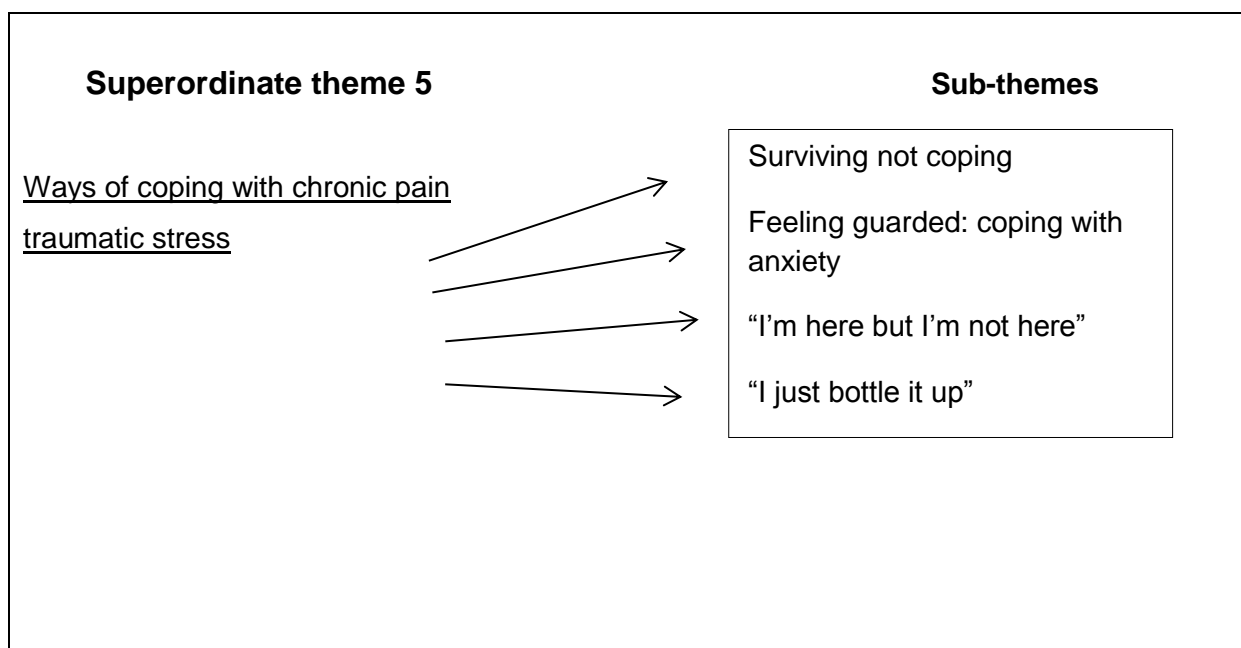 Superordinate theme 5
Sub-themes
Ways of coping with chronic pain
traumatic stress
Surviving not coping
Feeling guarded: coping with
anxiety
“I’m here but I’m not here”
“I just bottle it up”